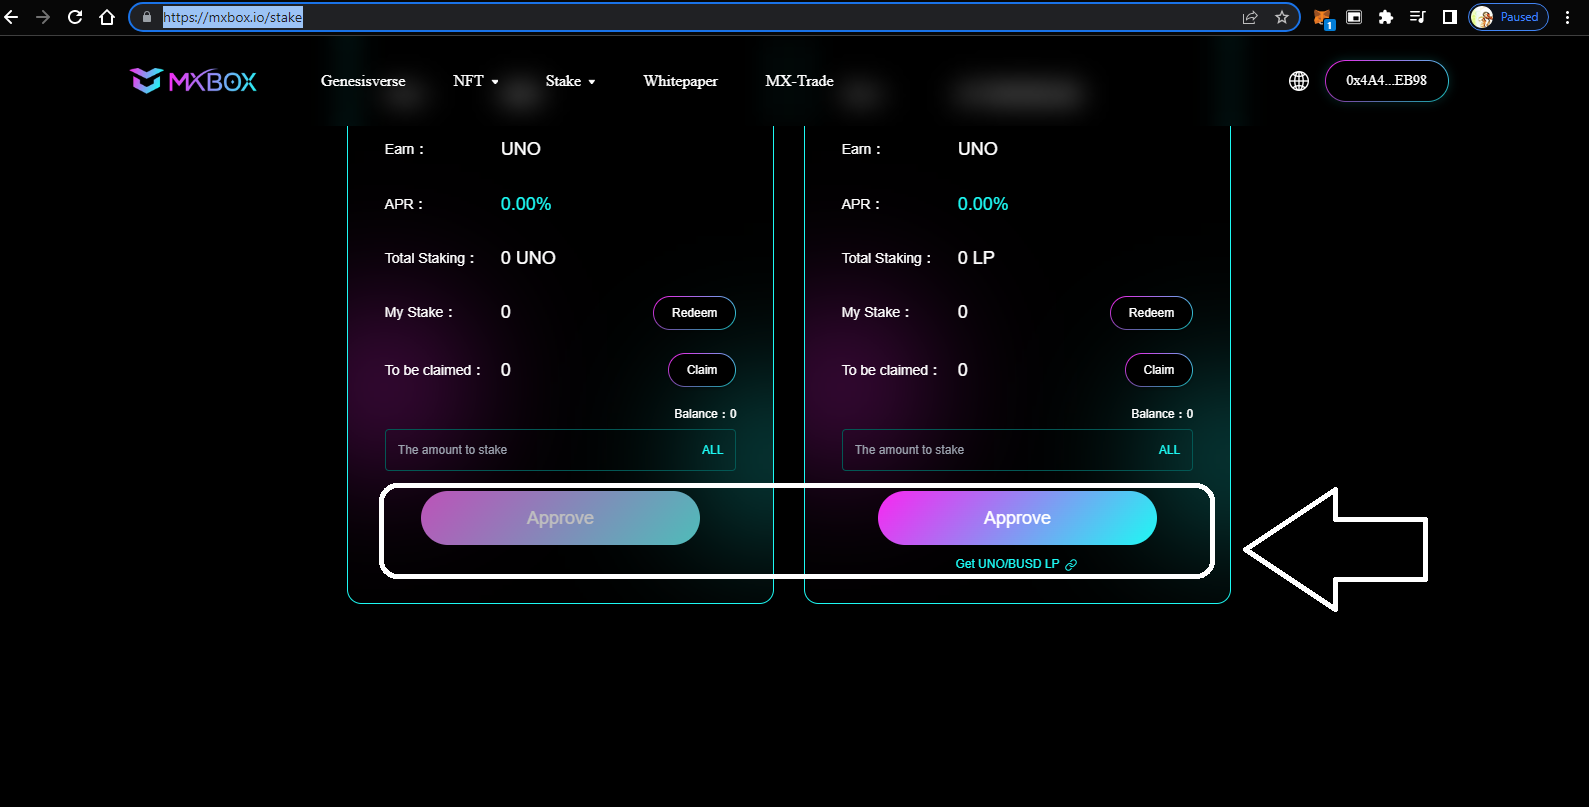 https://mxbox.io/stake
1
Paused
MXBOX
Genesisverse
NFT
Stake
Whitepaper
MX-Trade
0x4A4...EB98
Earn :
UNO
APR :
0.00%
Total Staking :
0 UNO
My Stake :
0
Redeem
To be claimed :
0
Claim
Balance : 0
The amount to stake
ALL
Approve
Earn :
UNO
APR :
0.00%
Total Staking :
0 LP
My Stake :
0
Redeem
To be claimed :
0
Claim
Balance : 0
The amount to stake
ALL
Approve
Get UNO/BUSD LP